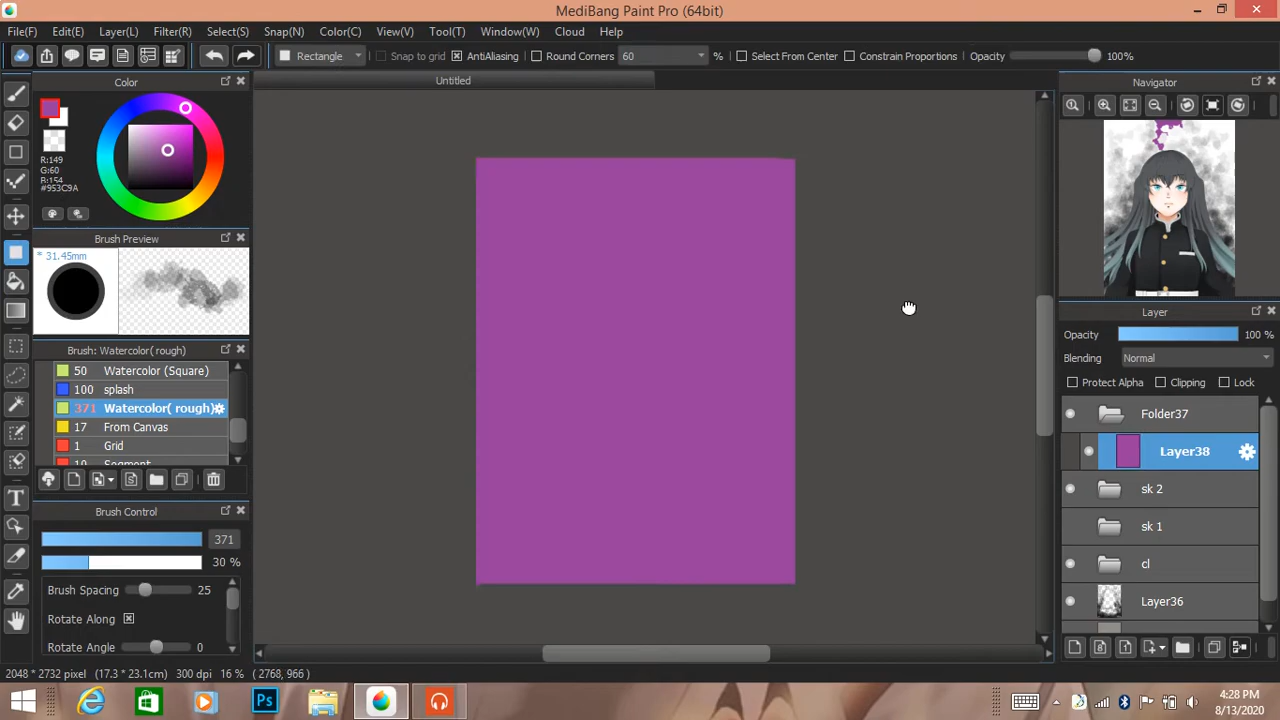 MediBang Paint Pro (64bit)
File(F) Edit(E) Layer(L) Filter(R) Select(S) Snap(N) Color(C) View(V) Tool(T) Window(W) Cloud Help
Rectangle Snap to grid AntiAliasing Round Corners 60 % Select From Center Constrain Proportions Opacity 100%
Color
Untitled
Navigator
R:149
G:60
B:154
#953C9A
Brush Preview
* 31.45mm
Brush: Watercolor( rough)
50 Watercolor (Square)
100 splash
371 Watercolor( rough)
17 From Canvas
1 Grid
10 Segment
Brush Control
371
30 %
Brush Spacing 25
Rotate Along
Rotate Angle 0
Layer
Opacity 100 %
Blending Normal
Protect Alpha Clipping Lock
Folder37
Layer38
sk 2
sk 1
cl
Layer36
2048 * 2732 pixel (17.3 * 23.1cm) 300 dpi 16 % ( 2768, 966 )
Ps
4:28 PM
8/13/2020